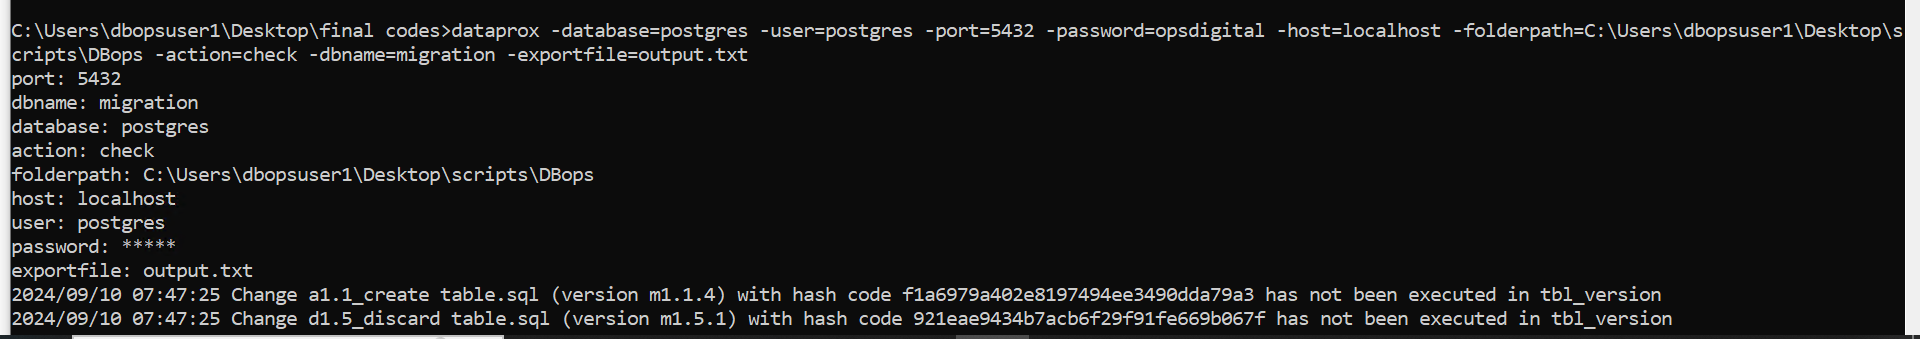 C:\Users\dbopsuser1\Desktop\final codes>dataprox -database=postgres -user=postgres -port=5432 -password=opsdigital -host=localhost -folderpath=C:\Users\dbopsuser1\Desktop\s
cripts\DBops -action=check -dbname=migration -exportfile=output.txt
port: 5432
dbname: migration
database: postgres
action: check
folderpath: C:\Users\dbopsuser1\Desktop\scripts\DBops
host: localhost
user: postgres
password: *****
exportfile: output.txt
2024/09/10 07:47:25 Change a1.1_create table.sql (version m1.1.4) with hash code f1a6979a402e8197494ee3490dda79a3 has not been executed in tbl_version
2024/09/10 07:47:25 Change d1.5_discard table.sql (version m1.5.1) with hash code 921eae9434b7acb6f29f91fe669b067f has not been executed in tbl_version